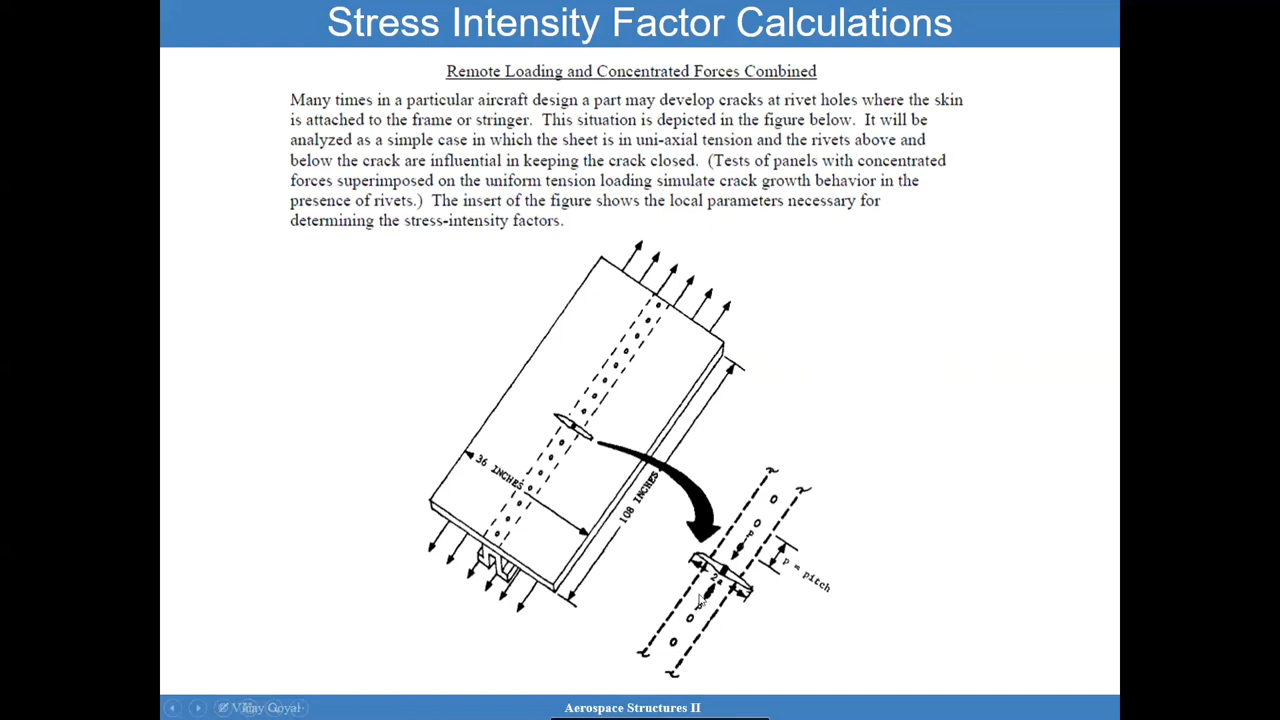 Stress Intensity Factor Calculations
Remote Loading and Concentrated Forces Combined
Many times in a particular aircraft design a part may develop cracks at rivet holes where the skin
is attached to the frame or stringer. This situation is depicted in the figure below. It will be
analyzed as a simple case in which the sheet is in uni-axial tension and the rivets above and
below the crack are influential in keeping the crack closed. (Tests of panels with concentrated
forces superimposed on the uniform tension loading simulate crack growth behavior in the
presence of rivets.) The insert of the figure shows the local parameters necessary for
determining the stress-intensity factors.
36 INCHES
108 INCHES
P
p = pitch
2a
Goyal
Aerospace Structures II